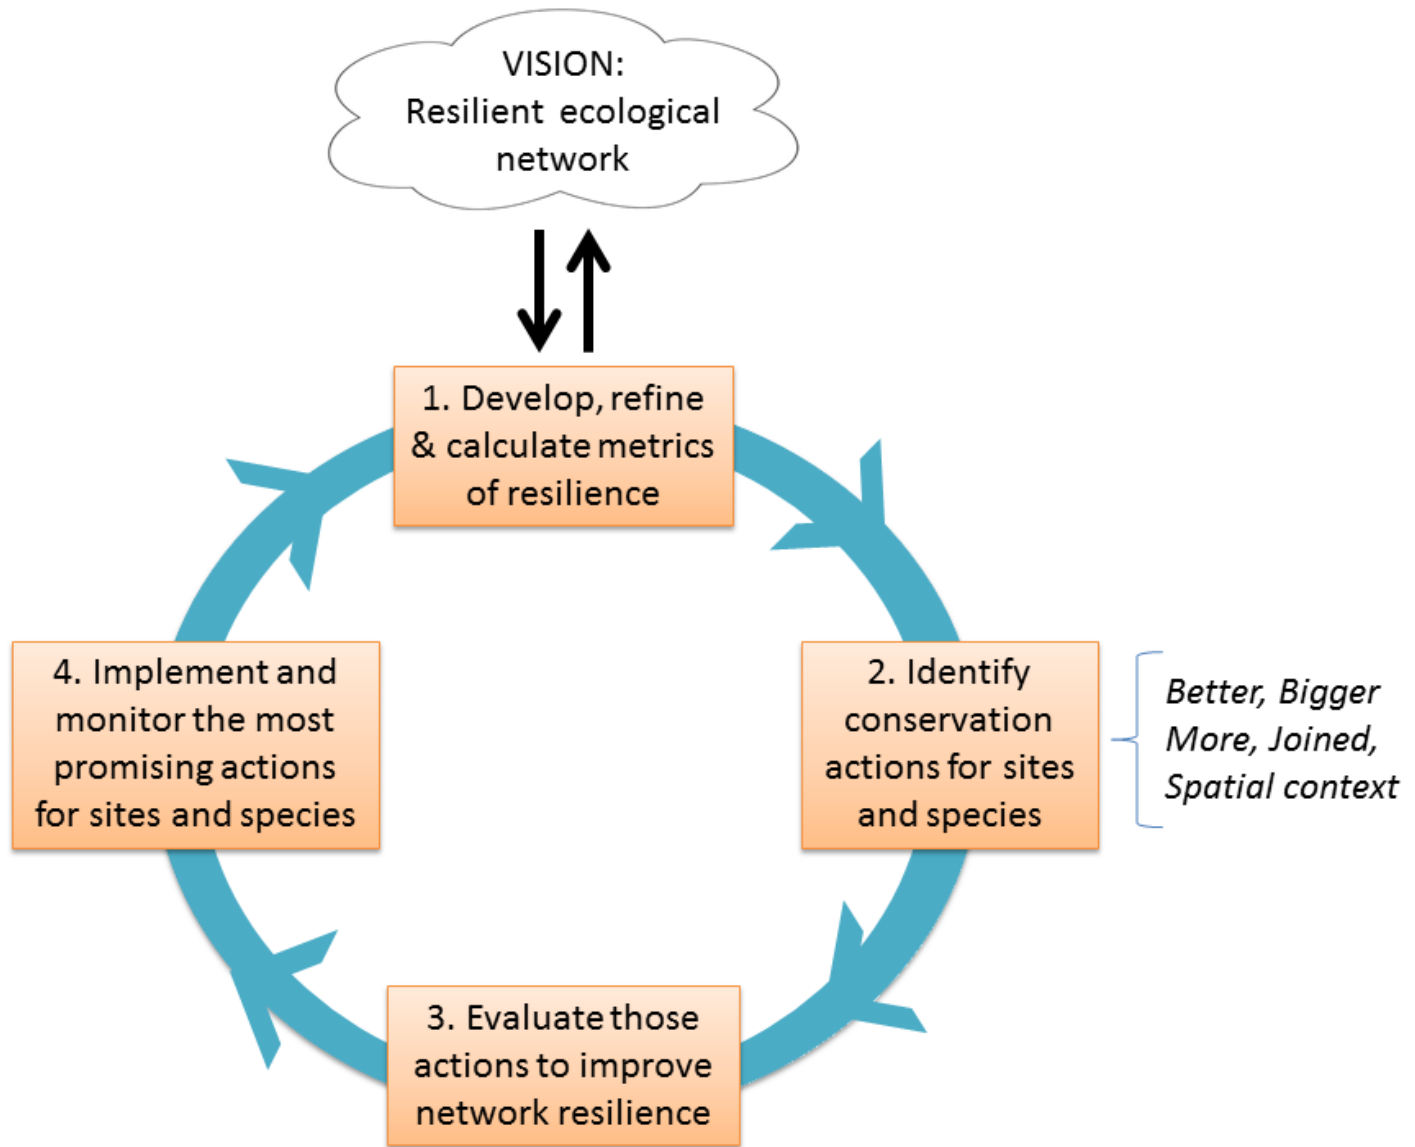 VISION:
Resilient ecological
network
1. Develop, refine
& calculate metrics
of resilience
2. Identify
conservation
actions for sites
and species
Better, Bigger
More, Joined,
Spatial context
3. Evaluate those
actions to improve
network resilience
4. Implement and
monitor the most
promising actions
for sites and species